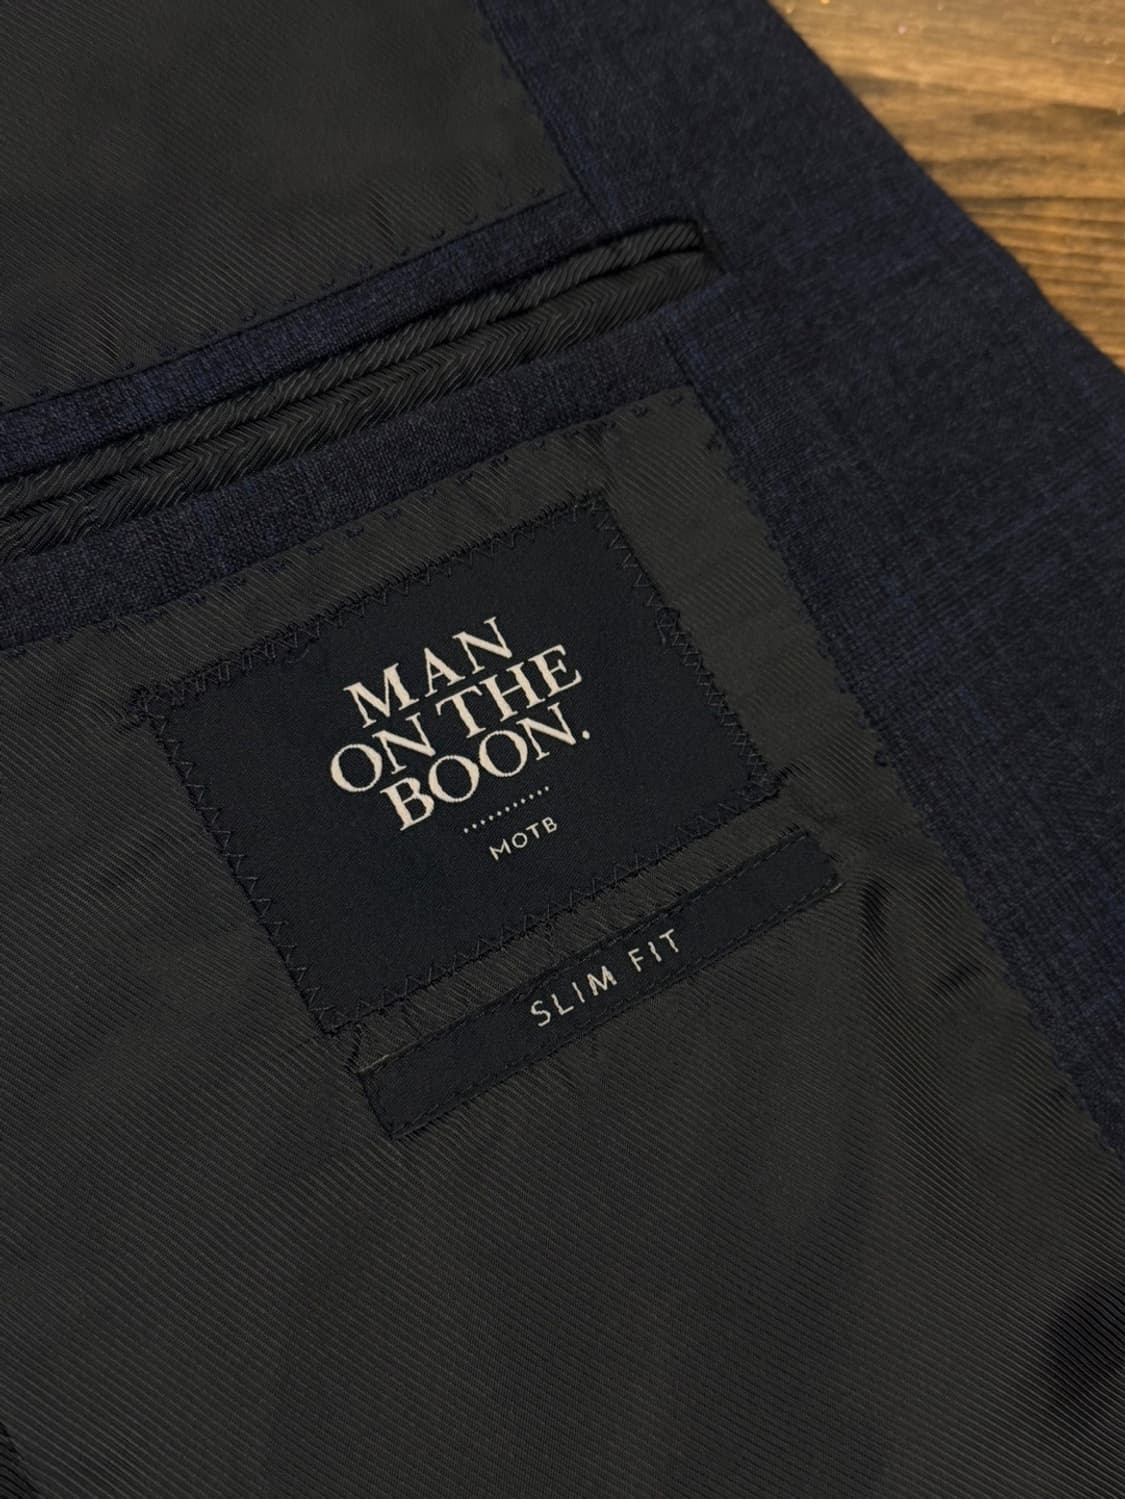 MAN
ON THE
BOON.
MOTB
SLIM FIT